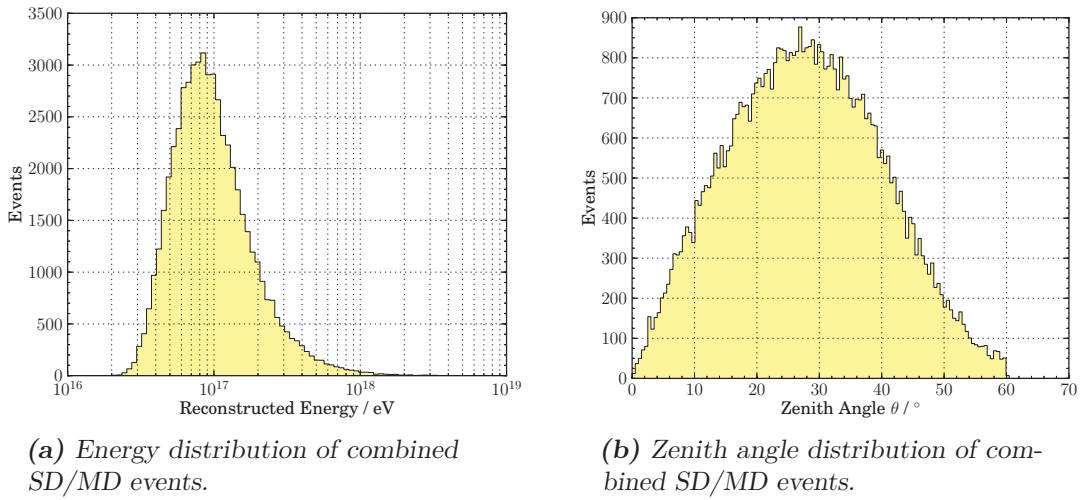 3500
3000
2500
2000
1500
1000
500
0
Events
10^16 10^17 10^18 10^19
Reconstructed Energy / eV
900
800
700
600
500
400
300
200
100
0
Events
0 10 20 30 40 50 60 70
Zenith Angle θ / °
(a) Energy distribution of combined
SD/MD events.
(b) Zenith angle distribution of com-
bined SD/MD events.